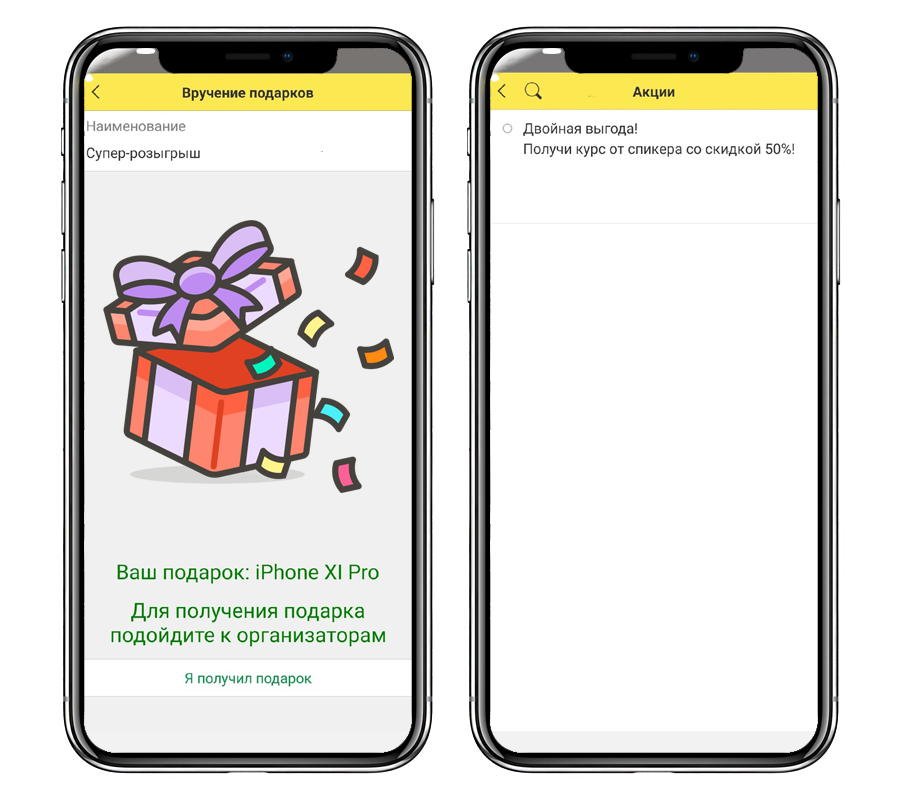 Вручение подарков
Наименование
Супер-розыгрыш
Ваш подарок: iPhone XI Pro
Для получения подарка
подойдите к организаторам
Я получил подарок
Акции
Двойная выгода!
Получи курс от спикера со скидкой 50%!